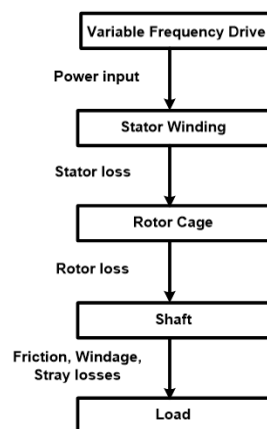 Variable Frequency Drive
Power input
Stator Winding
Stator loss
Rotor Cage
Rotor loss
Shaft
Friction, Windage,
Stray losses
Load